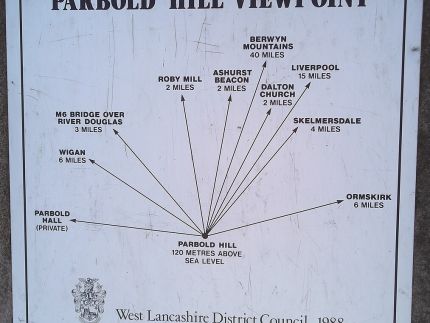 PARBOLD HILL VIEWPOINT
BERWYN
MOUNTAINS
40 MILES
LIVERPOOL
15 MILES
ASHURST
BEACON
2 MILES
ROBY MILL
2 MILES
DALTON
CHURCH
2 MILES
M6 BRIDGE OVER
RIVER DOUGLAS
3 MILES
SKELMERSDALE
4 MILES
WIGAN
6 MILES
ORMSKIRK
6 MILES
PARBOLD
HALL
(PRIVATE)
PARBOLD HILL
120 METRES ABOVE
SEA LEVEL
West Lancashire District Council 1988